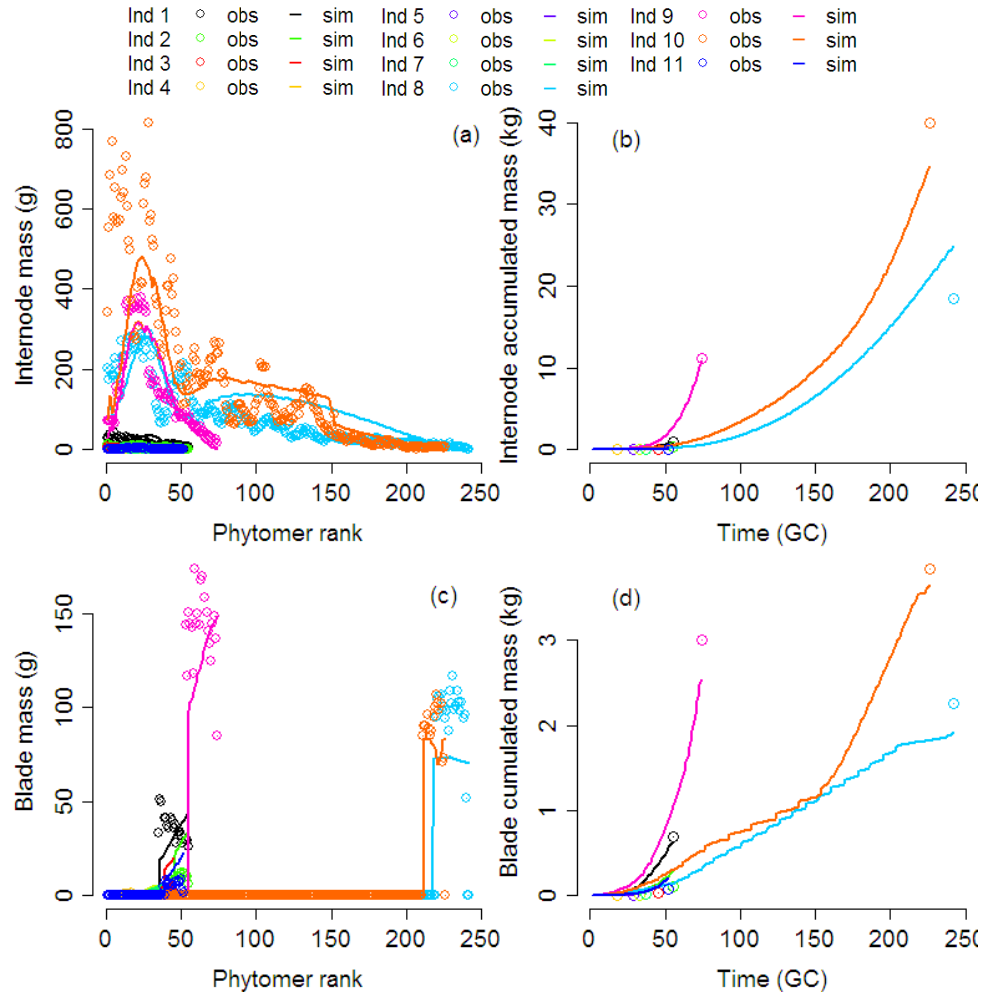 Ind 1 obs sim Ind 5 obs sim Ind 9 obs sim
Ind 2 obs sim Ind 6 obs sim Ind 10 obs sim
Ind 3 obs sim Ind 7 obs sim Ind 11 obs sim
Ind 4 obs sim Ind 8 obs sim
(a)
Internode mass (g)
800
600
400
200
0
0 50 100 150 200 250
Phytomer rank
(b)
Internode accumulated mass (kg)
40
30
20
10
0
0 50 100 150 200 250
Time (GC)
(c)
Blade mass (g)
150
100
50
0
0 50 100 150 200 250
Phytomer rank
(d)
Blade cumulated mass (kg)
3
2
1
0
0 50 100 150 200 250
Time (GC)